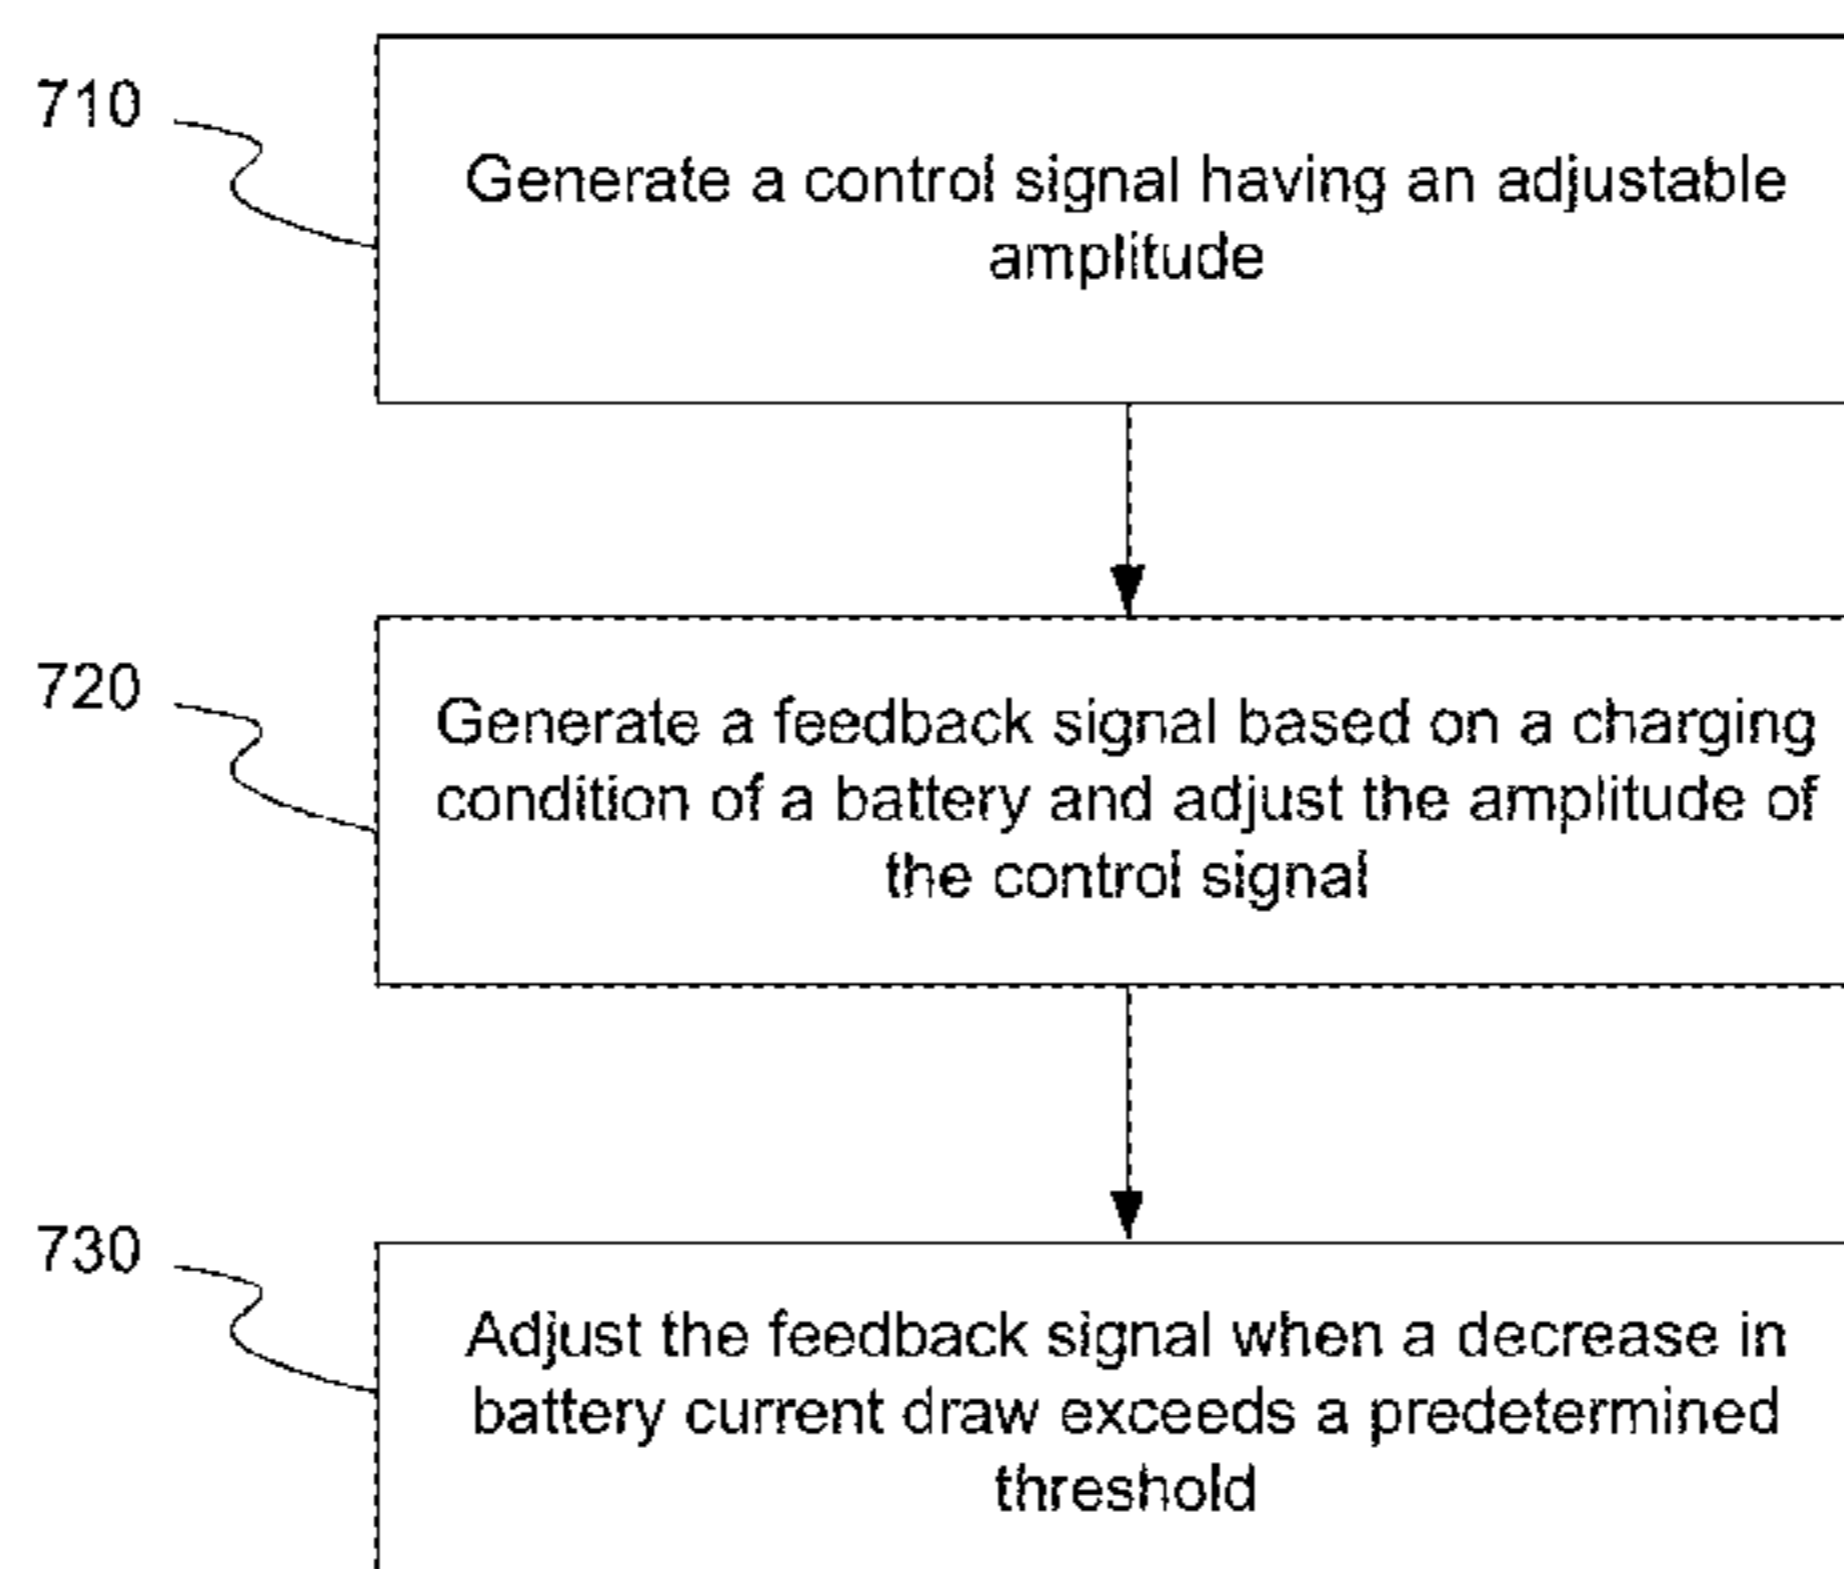 710
Generate a control signal having an adjustable
amplitude
720
Generate a feedback signal based on a charging
condition of a battery and adjust the amplitude of
the control signal
730
Adjust the feedback signal when a decrease in
battery current draw exceeds a predetermined
threshold